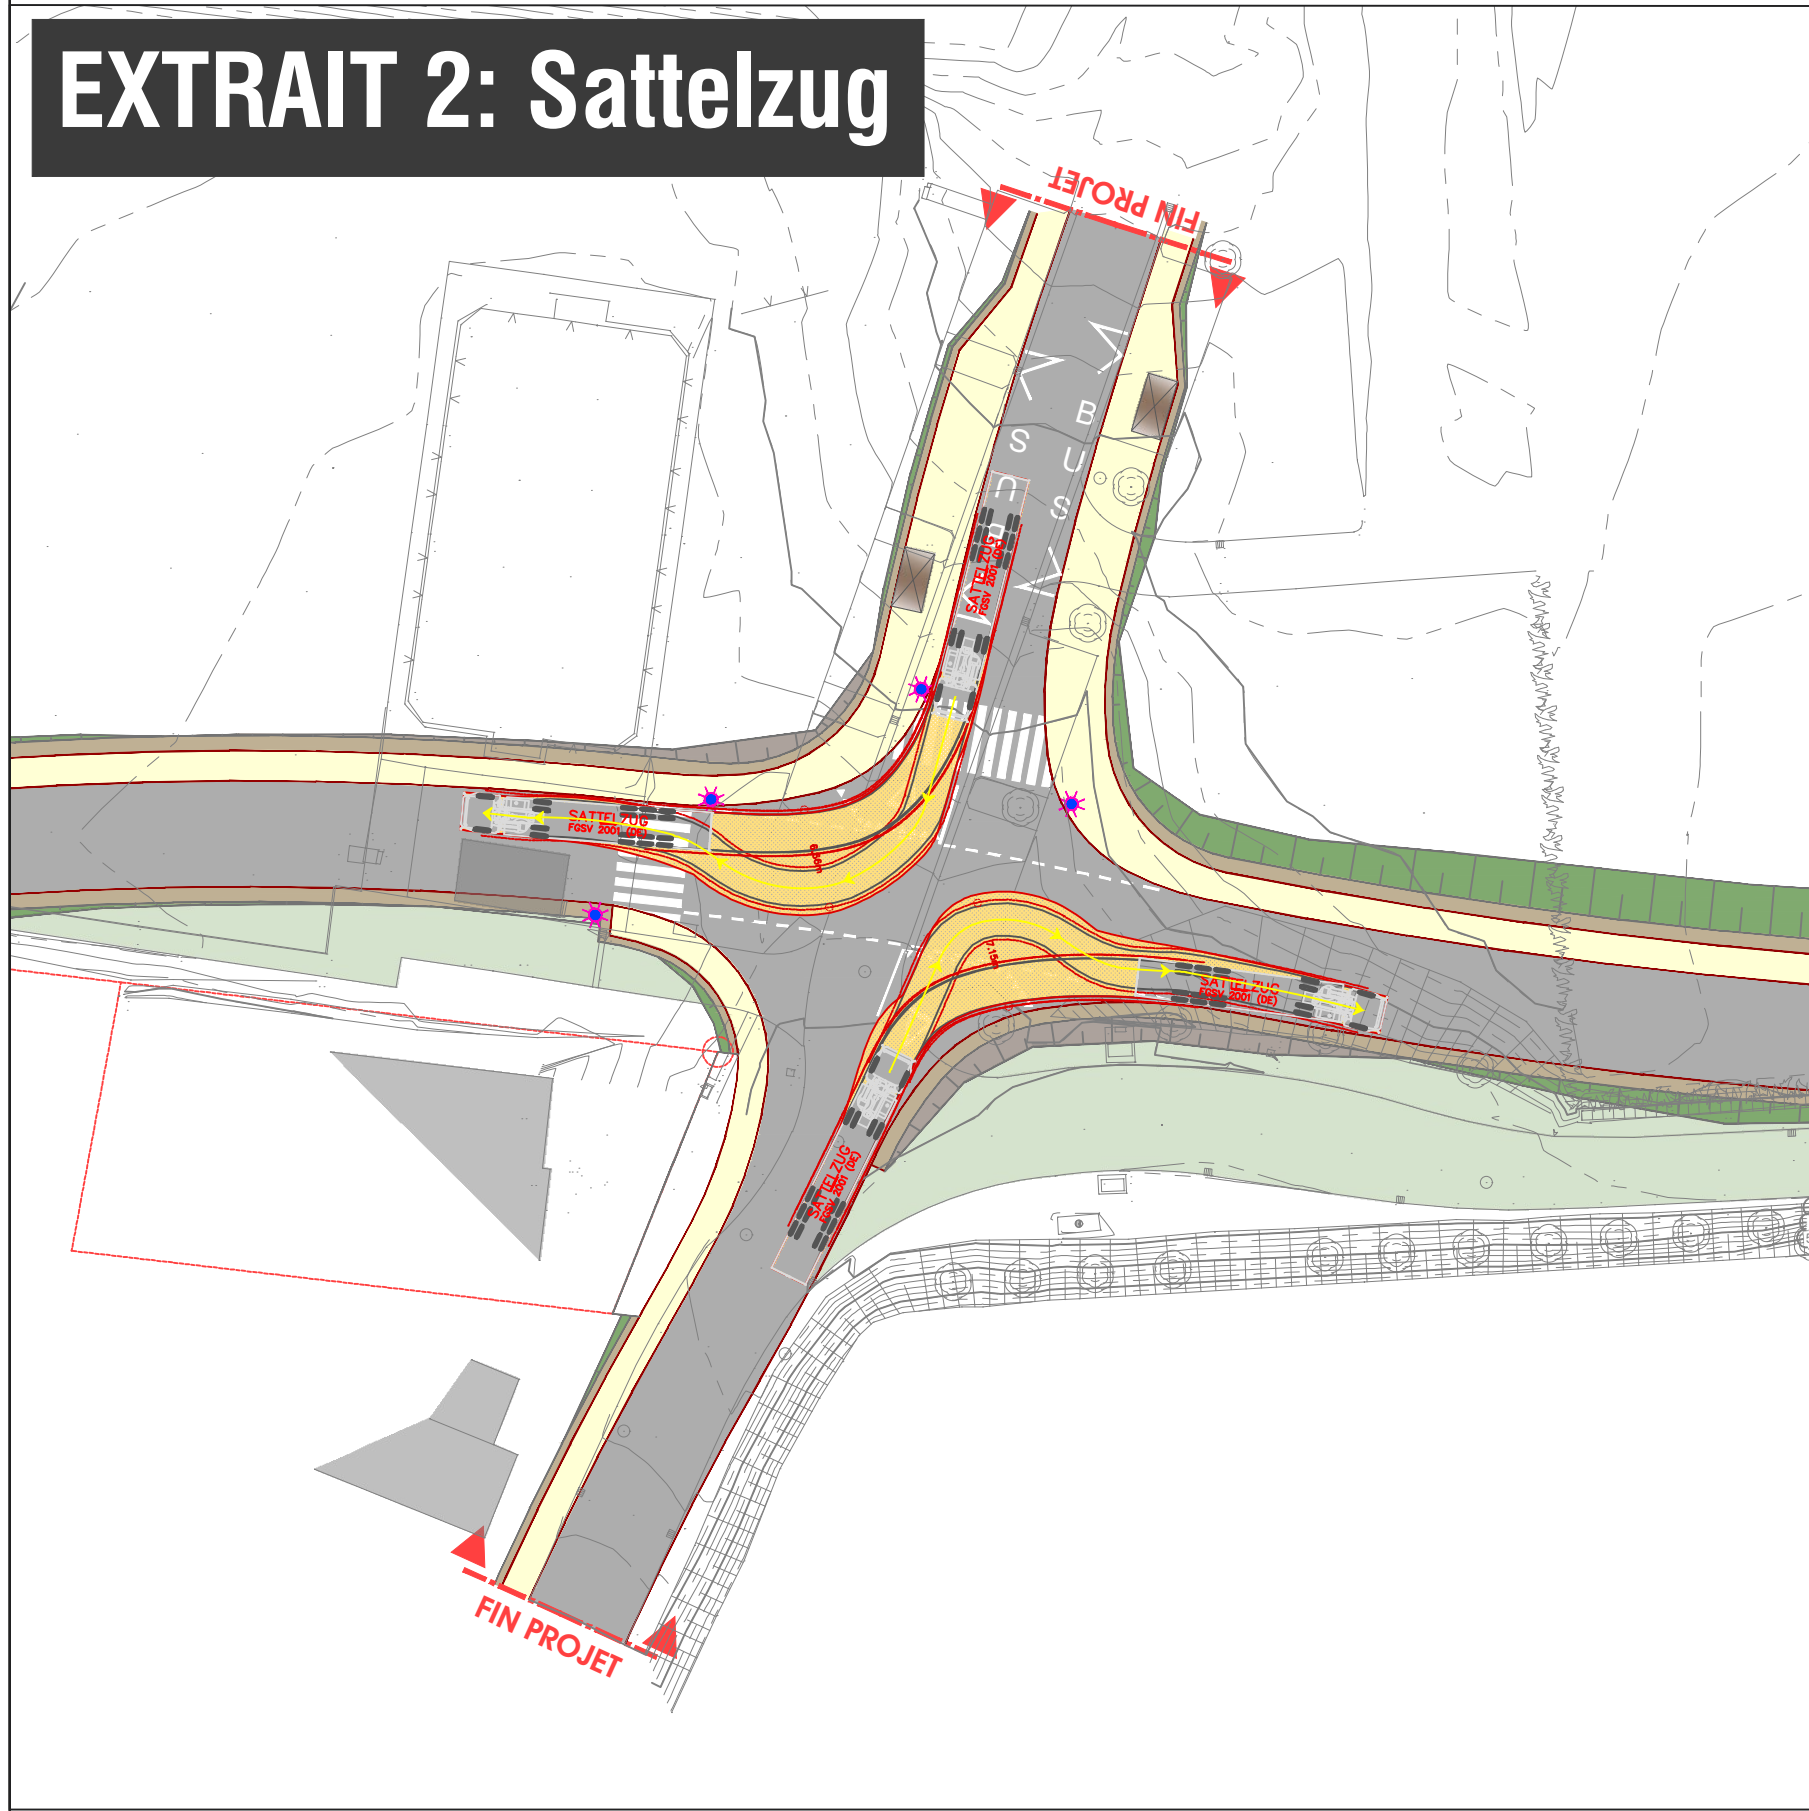 EXTRAIT 2: Sattelzug
FIN PROJET
BUS
BUS
SATTELZUG
FGSV 2001 (DE)
SATTELZUG
FGSV 2001 (DE)
SATTELZUG
FGSV 2001 (DE)
SATTELZUG
FGSV 2001 (DE)
FIN PROJET